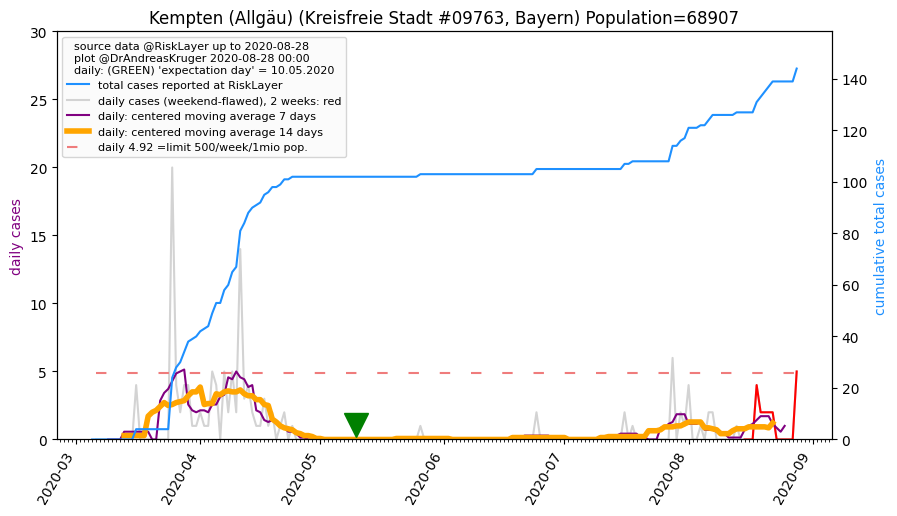 Kempten (Allgäu) (Kreisfreie Stadt #09763, Bayern) Population=68907
source data @RiskLayer up to 2020-08-28
plot @DrAndreasKruger 2020-08-28 00:00
daily: (GREEN) 'expectation day' = 10.05.2020
total cases reported at RiskLayer
daily cases (weekend-flawed), 2 weeks: red
daily: centered moving average 7 days
daily: centered moving average 14 days
daily 4.92 =limit 500/week/1mio pop.
daily cases
30
25
20
15
10
5
0
cumulative total cases
140
120
100
80
60
40
20
0
2020-03
2020-04
2020-05
2020-06
2020-07
2020-08
2020-09